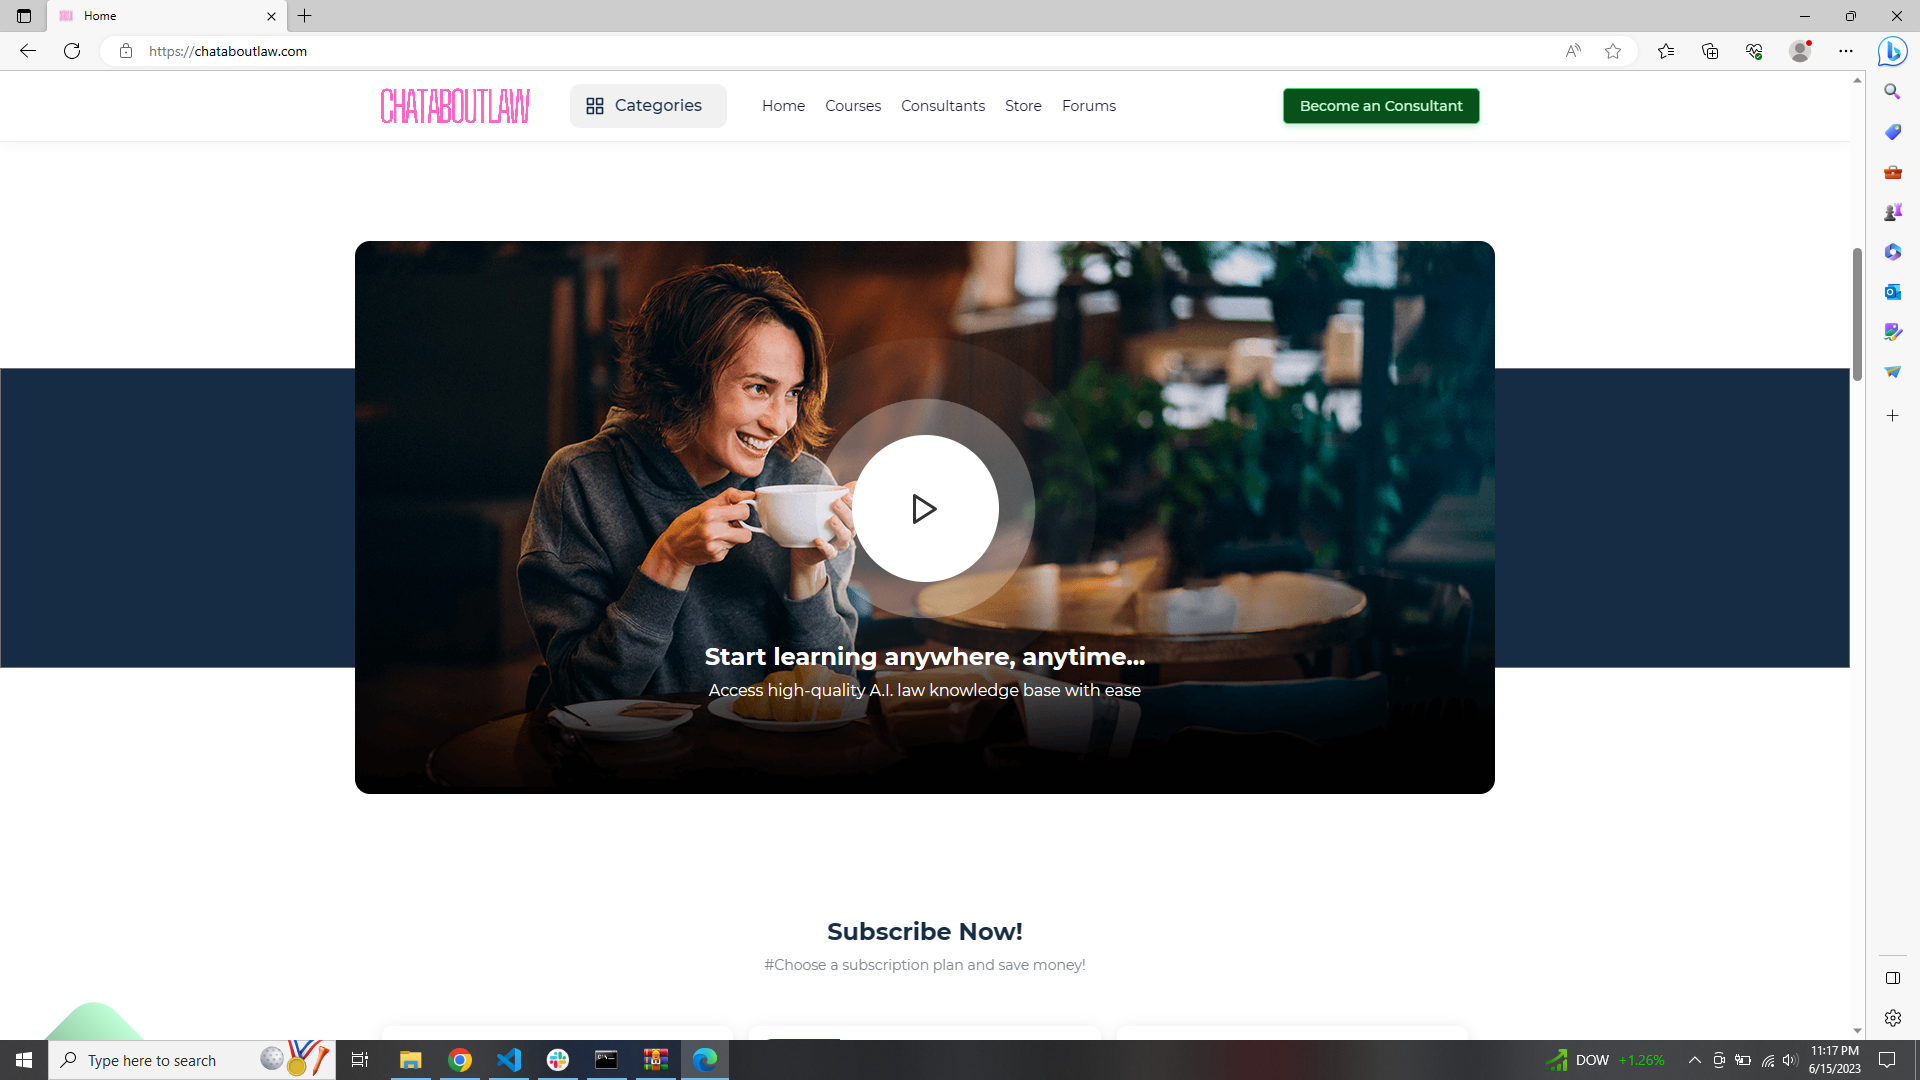 Home
https://chataboutlaw.com
CHATABOUTLAW
Categories
Home
Courses
Consultants
Store
Forums
Become an Consultant
Start learning anywhere, anytime...
Access high-quality A.I. law knowledge base with ease
Subscribe Now!
#Choose a subscription plan and save money!
Type here to search
DOW
+1.26%
11:17 PM
6/15/2023